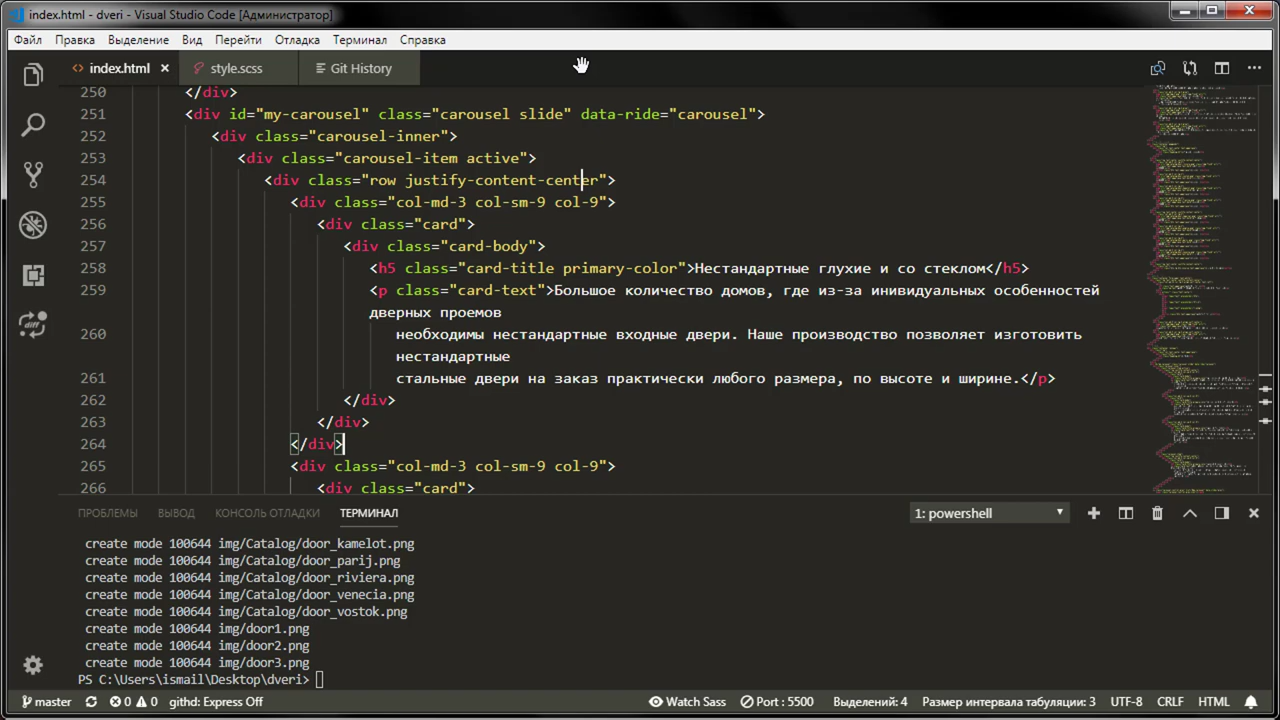 index.html - dveri - Visual Studio Code [Администратор]
Файл Правка Выделение Вид Перейти Отладка Терминал Справка
index.html style.scss Git History
250 </div>
251 <div id="my-carousel" class="carousel slide" data-ride="carousel">
252 <div class="carousel-inner">
253 <div class="carousel-item active">
254 <div class="row justify-content-center">
255 <div class="col-md-3 col-sm-9 col-9">
256 <div class="card">
257 <div class="card-body">
258 <h5 class="card-title primary-color">Нестандартные глухие и со стеклом</h5>
259 <p class="card-text">Большое количество домов, где из-за инивидуальных особенностей
дверных проемов
260 необходимы нестандартные входные двери. Наше производство позволяет изготовить
нестандартные
261 стальные двери на заказ практически любого размера, по высоте и ширине.</p>
262 </div>
263 </div>
264 </div>
265 <div class="col-md-3 col-sm-9 col-9">
266 <div class="card">
ПРОБЛЕМЫ ВЫВОД КОНСОЛЬ ОТЛАДКИ ТЕРМИНАЛ 1: powershell
create mode 100644 img/Catalog/door_kamelot.png
create mode 100644 img/Catalog/door_parij.png
create mode 100644 img/Catalog/door_riviera.png
create mode 100644 img/Catalog/door_venecia.png
create mode 100644 img/Catalog/door_vostok.png
create mode 100644 img/door1.png
create mode 100644 img/door2.png
create mode 100644 img/door3.png
PS C:\Users\ismail\Desktop\dveri>
master 0 0 githd: Express Off Watch Sass Port : 5500 Выделений: 4 Размер интервала табуляции: 3 UTF-8 CRLF HTML